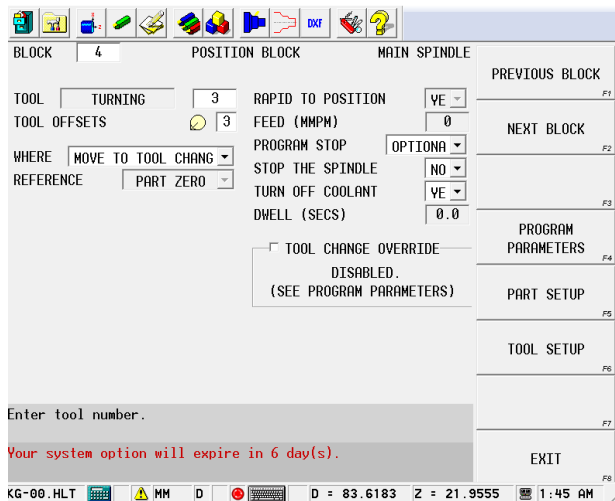 DXF
BLOCK 4 POSITION BLOCK MAIN SPINDLE
TOOL TURNING 3
TOOL OFFSETS 3
WHERE MOVE TO TOOL CHANG
REFERENCE PART ZERO
RAPID TO POSITION YE
FEED (MMPM) 0
PROGRAM STOP OPTIONA
STOP THE SPINDLE NO
TURN OFF COOLANT YE
DWELL (SECS) 0.0
TOOL CHANGE OVERRIDE
DISABLED.
(SEE PROGRAM PARAMETERS)
PREVIOUS BLOCK
F1
NEXT BLOCK
F2
F3
PROGRAM
PARAMETERS
F4
PART SETUP
F5
TOOL SETUP
F6
F7
EXIT
F8
Enter tool number.
Your system option will expire in 6 day(s).
KG-00.HLT MM D D = 83.6183 Z = 21.9555 1:45 AM